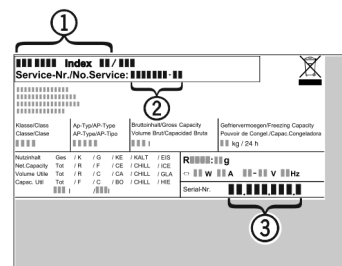 1
Index /
Service-Nr./No.Service: -
2
Klasse/Class
Classe/Clase
Ap-Typ/AP-Type
AP-Type/AP-Tipo
Bruttoinhalt/Gross Capacity
Volume Brut/Capacidad Bruta
l
Gefriervermoegen/Freezing Capacity
Pouvoir de Congel./Capac.Congeladora
kg / 24 h
Nutzinhalt Ges / K / G / KE / KALT / EIS
Net.Capacity Tot / R / F / CE / CHILL / ICE
Volume Utile Tot / R / C / CA / CHILL / GLA
Capac. Util Tot / F / C / BO / CHILL / HIE
l / l
R : g
W A - V Hz
Serial-Nr. . . .
3